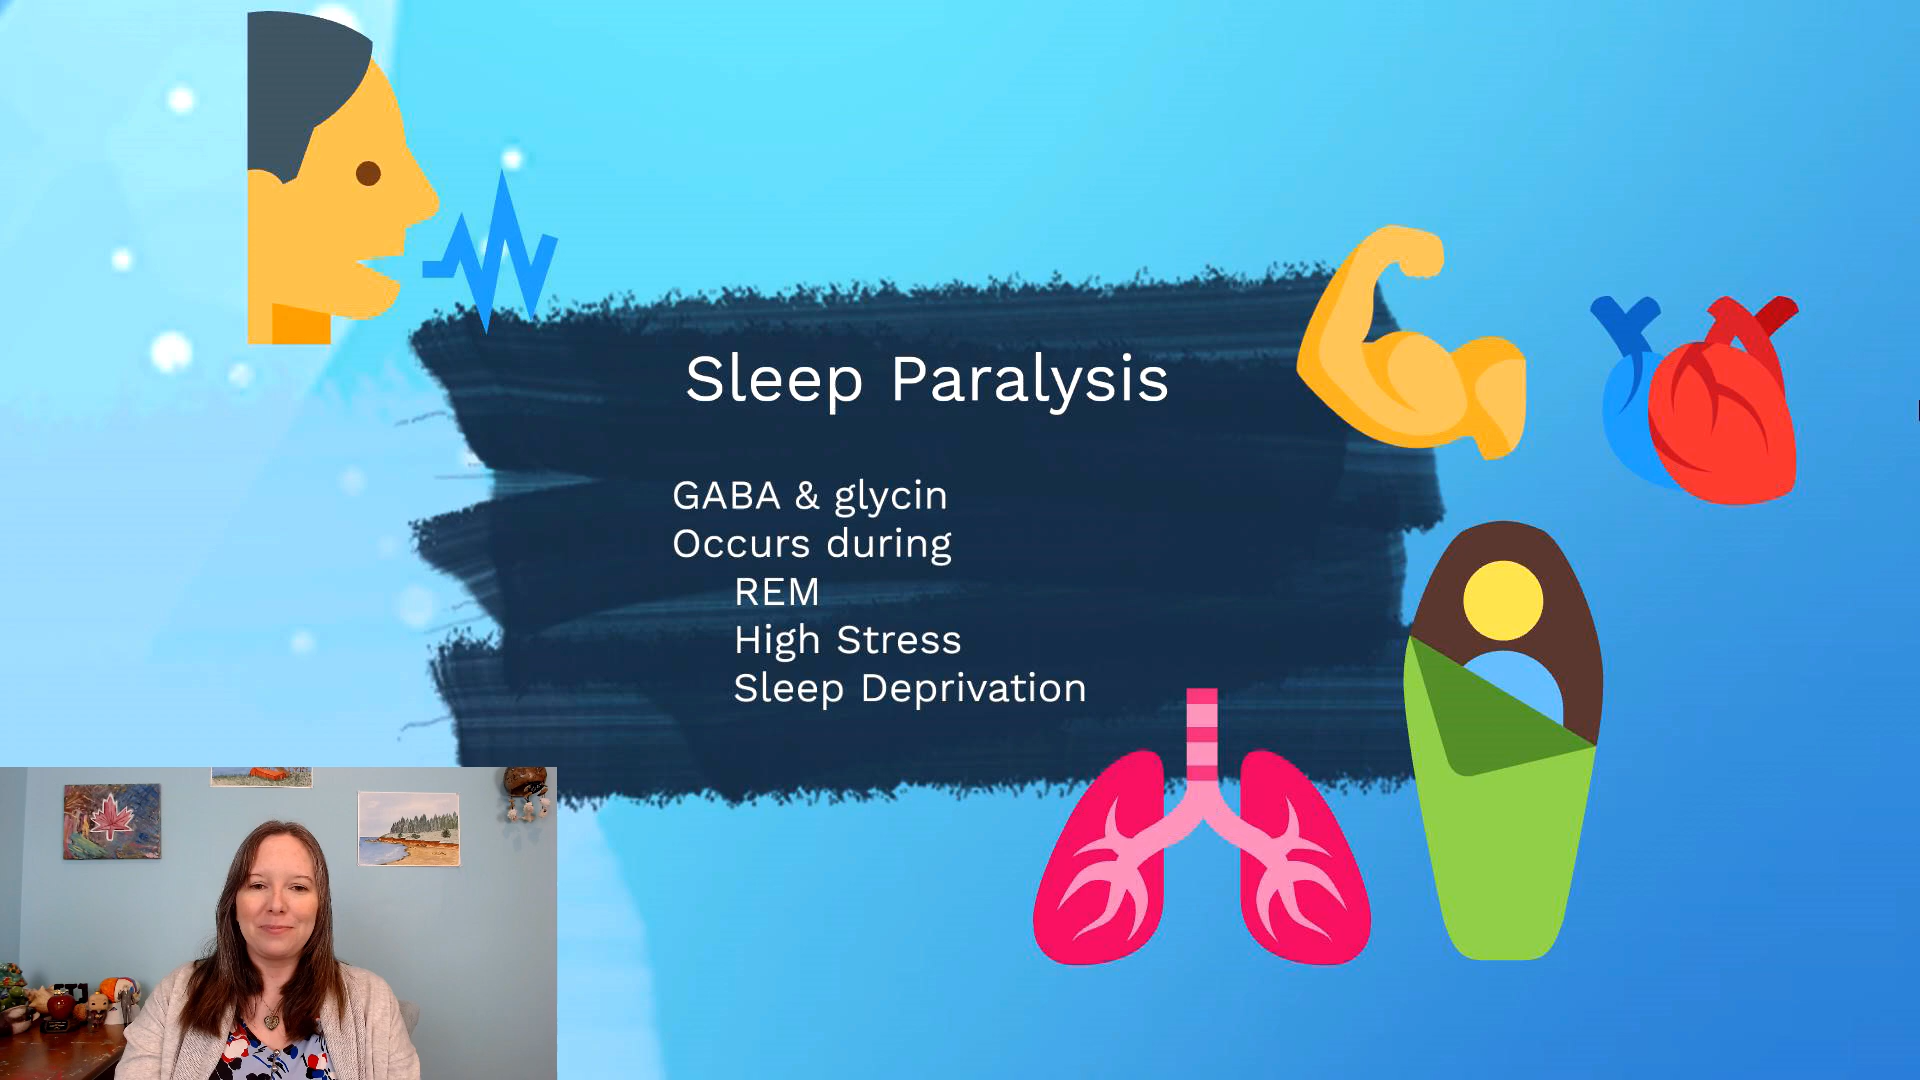 Sleep Paralysis
GABA & glycin
Occurs during
REM
High Stress
Sleep Deprivation